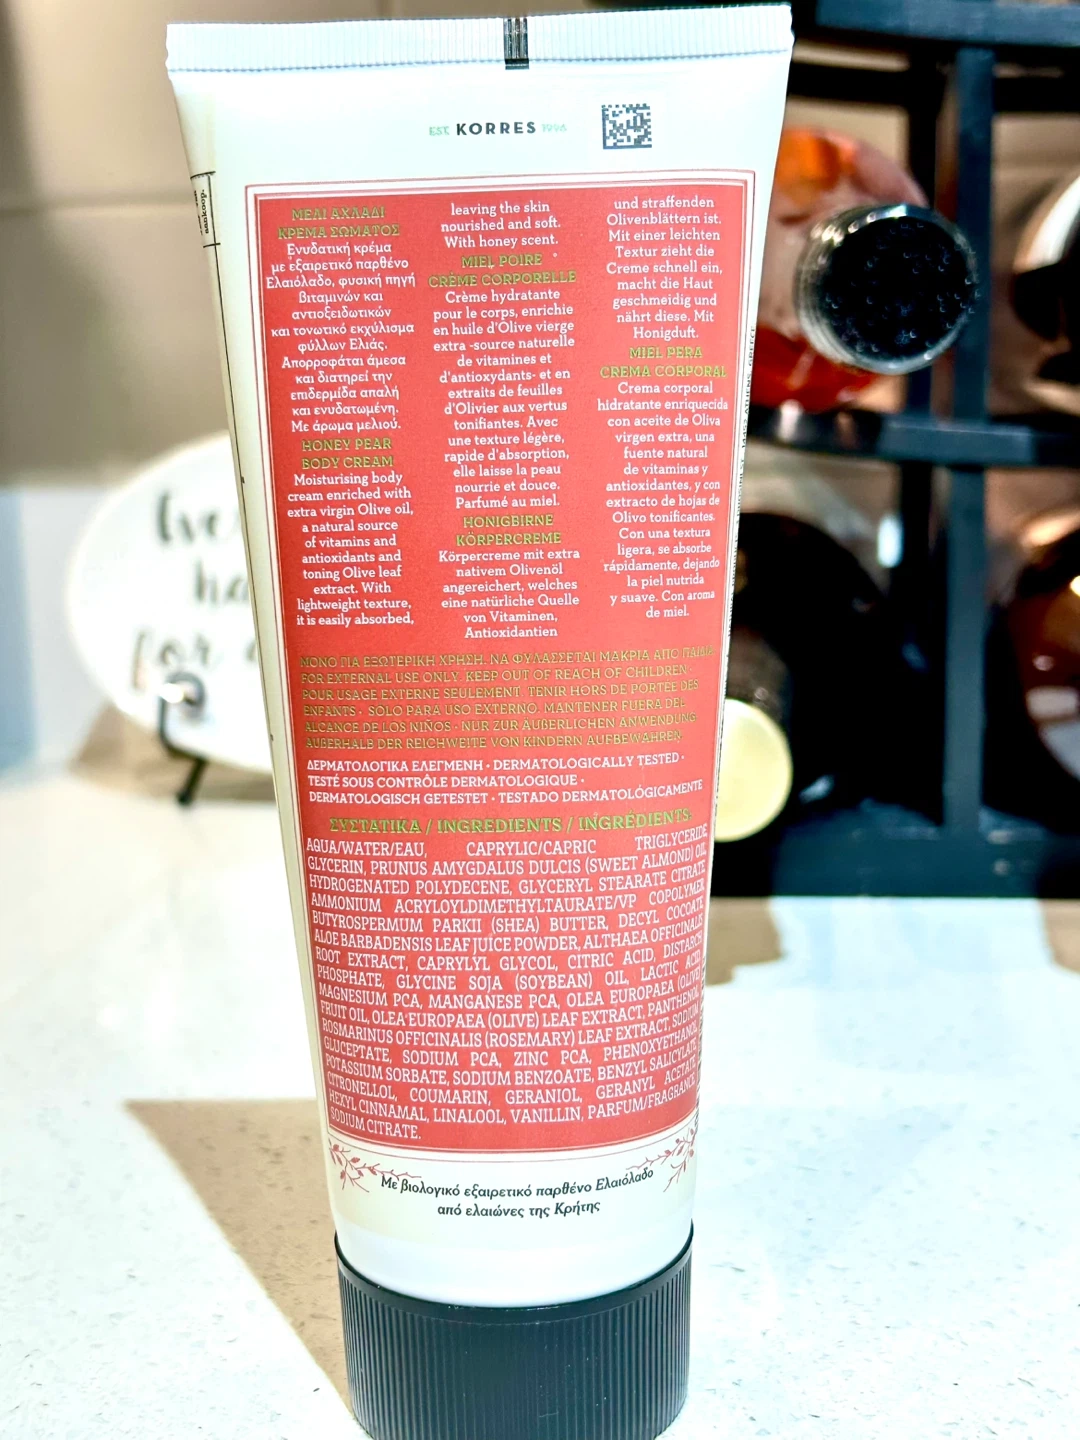 EST. KORRES 1996
ΜΕΛΙ ΑΧΛΑΔΙ
ΚΡΕΜΑ ΣΩΜΑΤΟΣ
Ενυδατική κρέμα
με εξαιρετικό παρθένο
Ελαιόλαδο, φυσική πηγή
Βιταμινών και
αντιοξειδωτικών
και τονωτικό εκχύλισμα
φύλλων Ελιάς.
Απορροφάται άμεσα
και διατηρεί την
επιδερμίδα απαλή
και ενυδατωμένη.
Με άρωμα μελιού.
HONEY PEAR
BODY CREAM
Moisturising body
cream enriched with
extra virgin Olive oil,
a natural source
of vitamins and
antioxidants and
toning Olive leaf
extract. With
lightweight texture,
it is easily absorbed,
leaving the skin
nourished and soft.
With honey scent.
MIEL POIRE
CRÈME CORPORELLE
Crème hydratante
pour le corps, enrichie
en huile d'Olive vierge
extra -source naturelle
de vitamines et
d'antioxydants- et en
extraits de feuilles
d'Olivier aux vertus
tonifiantes. Avec
une texture légère,
rapide d'absorption,
elle laisse la peau
nourrie et douce.
Parfumé au miel.
HONIGBIRNE
KÖRPERCREME
Körpercreme mit extra
nativem Olivenöl
angereichert, welches
eine natürliche Quelle
von Vitaminen,
Antioxidantien
und straffenden
Olivenblättern ist.
Mit einer leichten
Textur zieht die
Creme schnell ein,
macht die Haut
geschmeidig und
nährt diese. Mit
Honigduft.
MIEL PERA
CREMA CORPORAL
Crema corporal
hidratante enriquecida
con aceite de Oliva
virgen extra, una
fuente natural
de vitaminas y
antioxidantes, y con
extracto de hojas de
Olivo tonificantes.
Con una textura
ligera, se absorbe
rápidamente, dejando
la piel nutrida
y suave. Con aroma
de miel.
ΜΟΝΟ ΓΙΑ ΕΞΩΤΕΡΙΚΗ ΧΡΗΣΗ. ΝΑ ΦΥΛΑΣΣΕΤΑΙ ΜΑΚΡΙΑ ΑΠΟ ΠΑΙΔΙΑ
FOR EXTERNAL USE ONLY. KEEP OUT OF REACH OF CHILDREN ·
POUR USAGE EXTERNE SEULEMENT. TENIR HORS DE PORTÉE DES
ENFANTS · SOLO PARA USO EXTERNO. MANTENER FUERA DEL
ALCANCE DE LOS NIÑOS · NUR ZUR ÄUßERLICHEN ANWENDUNG.
AUßERHALB DER REICHWEITE VON KINDERN AUFBEWAHREN.
ΔΕΡΜΑΤΟΛΟΓΙΚΑ ΕΛΕΓΜΕΝΗ · DERMATOLOGICALLY TESTED ·
TESTÉ SOUS CONTRÔLE DERMATOLOGIQUE ·
DERMATOLOGISCH GETESTET · TESTADO DERMATOLÓGICAMENTE
ΣΥΣΤΑΤΙΚΑ / INGREDIENTS / INGRÉDIENTS:
AQUA/WATER/EAU, CAPRYLIC/CAPRIC TRIGLYCERIDE,
GLYCERIN, PRUNUS AMYGDALUS DULCIS (SWEET ALMOND) OIL,
HYDROGENATED POLYDECENE, GLYCERYL STEARATE CITRATE,
AMMONIUM ACRYLOYLDIMETHYLTAURATE/VP COPOLYMER,
BUTYROSPERMUM PARKII (SHEA) BUTTER, DECYL COCOATE,
ALOE BARBADENSIS LEAF JUICE POWDER, ALTHAEA OFFICINALIS
ROOT EXTRACT, CAPRYLYL GLYCOL, CITRIC ACID, DISTARCH
PHOSPHATE, GLYCINE SOJA (SOYBEAN) OIL, LACTIC ACID,
MAGNESIUM PCA, MANGANESE PCA, OLEA EUROPAEA (OLIVE)
FRUIT OIL, OLEA EUROPAEA (OLIVE) LEAF EXTRACT, PANTHENOL,
ROSMARINUS OFFICINALIS (ROSEMARY) LEAF EXTRACT, SODIUM
GLUCEPTATE, SODIUM PCA, ZINC PCA, PHENOXYETHANOL,
POTASSIUM SORBATE, SODIUM BENZOATE, BENZYL SALICYLATE,
CITRONELLOL, COUMARIN, GERANIOL, GERANYL ACETATE,
HEXYL CINNAMAL, LINALOOL, VANILLIN, PARFUM/FRAGRANCE,
SODIUM CITRATE.
Με βιολογικό εξαιρετικό παρθένο Ελαιόλαδο
από ελαιώνες της Κρήτης
aankoop.
for